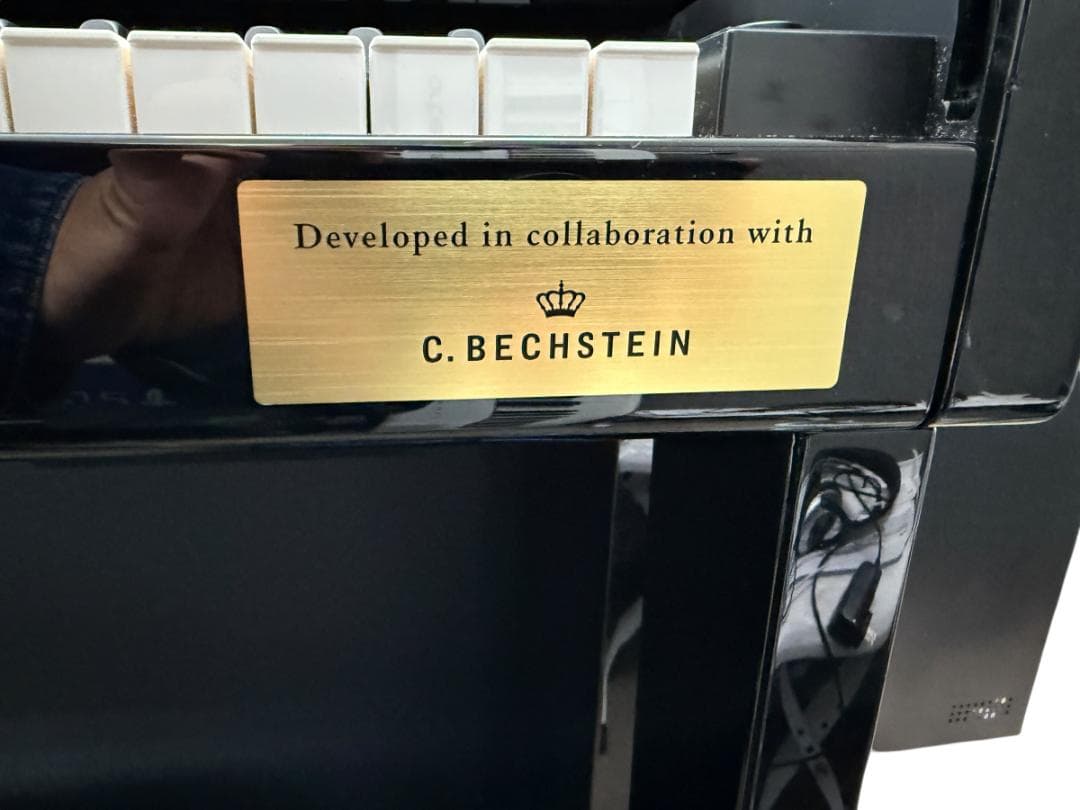 Developed in collaboration with
C. BECHSTEIN